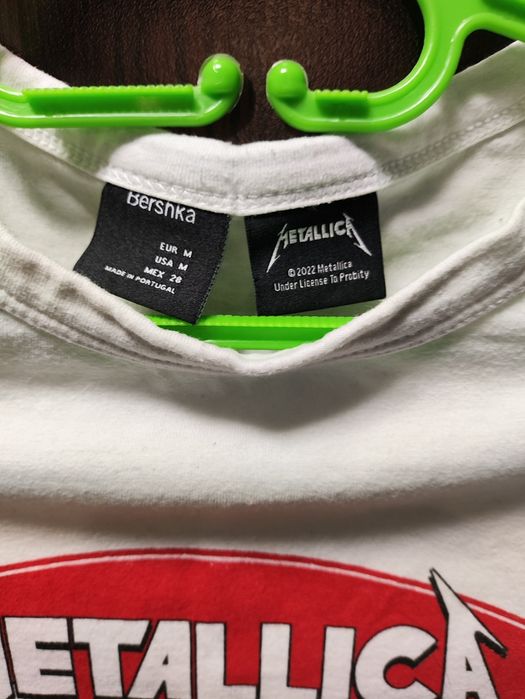 Bershka
EUR M
USA M
MEX 28
MADE IN PORTUGAL
METALLICA
© 2022 Metallica
Under License To Probity
METALLICA